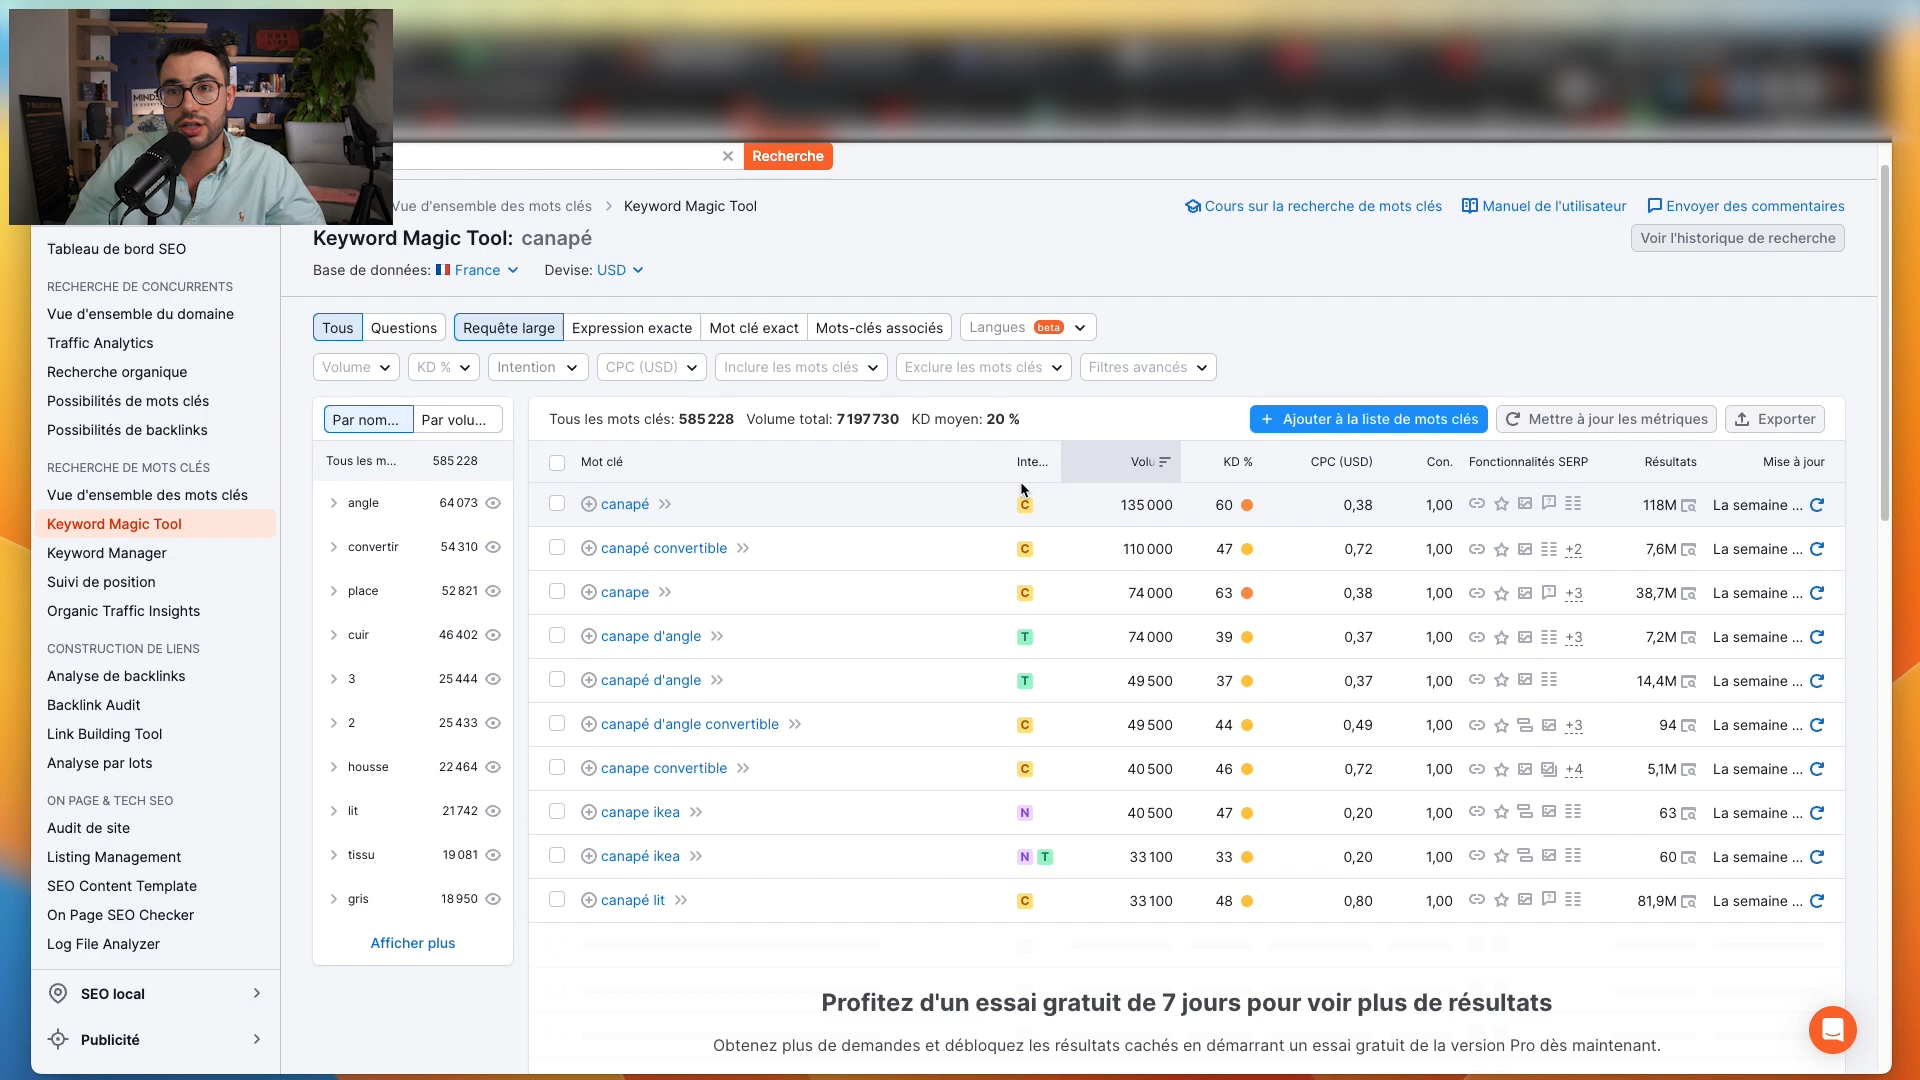 ONE LIFE
Recherche
Vue d'ensemble des mots clés > Keyword Magic Tool
Cours sur la recherche de mots clés
Manuel de l'utilisateur
Envoyer des commentaires
Keyword Magic Tool: canapé
Voir l'historique de recherche
Base de données: France Devise: USD
Tableau de bord SEO
RECHERCHE DE CONCURRENTS
Vue d'ensemble du domaine
Traffic Analytics
Recherche organique
Possibilités de mots clés
Possibilités de backlinks
RECHERCHE DE MOTS CLÉS
Vue d'ensemble des mots clés
Keyword Magic Tool
Keyword Manager
Suivi de position
Organic Traffic Insights
CONSTRUCTION DE LIENS
Analyse de backlinks
Backlink Audit
Link Building Tool
Analyse par lots
ON PAGE & TECH SEO
Audit de site
Listing Management
SEO Content Template
On Page SEO Checker
Log File Analyzer
SEO local
Publicité
Tous Questions Requête large Expression exacte Mot clé exact Mots-clés associés Langues beta
Volume KD % Intention CPC (USD) Inclure les mots clés Exclure les mots clés Filtres avancés
Par nom... Par volu...
Tous les m... 585 228
angle 64 073
convertir 54 310
place 52 821
cuir 46 402
3 25 444
2 25 433
housse 22 464
lit 21 742
tissu 19 081
gris 18 950
Afficher plus
Tous les mots clés: 585 228 Volume total: 7 197 730 KD moyen: 20 %
+ Ajouter à la liste de mots clés
Mettre à jour les métriques
Exporter
Mot clé Inte... Volu KD % CPC (USD) Con. Fonctionnalités SERP Résultats Mise à jour
canapé C 135 000 60 0,38 1,00 118M La semaine ...
canapé convertible C 110 000 47 0,72 1,00 +2 7,6M La semaine ...
canape C 74 000 63 0,38 1,00 +3 38,7M La semaine ...
canape d'angle T 74 000 39 0,37 1,00 +3 7,2M La semaine ...
canapé d'angle T 49 500 37 0,37 1,00 14,4M La semaine ...
canapé d'angle convertible C 49 500 44 0,49 1,00 +3 94 La semaine ...
canape convertible C 40 500 46 0,72 1,00 +4 5,1M La semaine ...
canape ikea N 40 500 47 0,20 1,00 63 La semaine ...
canapé ikea N T 33 100 33 0,20 1,00 60 La semaine ...
canapé lit C 33 100 48 0,80 1,00 81,9M La semaine ...
Profitez d'un essai gratuit de 7 jours pour voir plus de résultats
Obtenez plus de demandes et débloquez les résultats cachés en démarrant un essai gratuit de la version Pro dès maintenant.